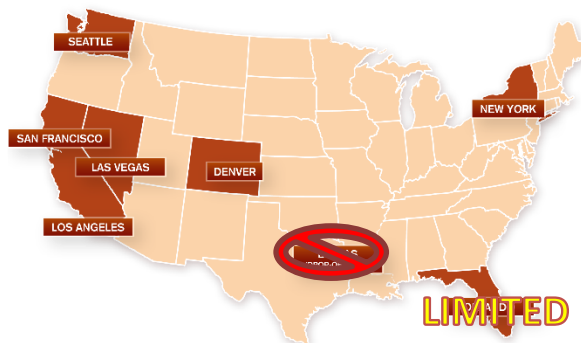 SEATTLE
NEW YORK
SAN FRANCISCO
LAS VEGAS
DENVER
LOS ANGELES
LIMITED